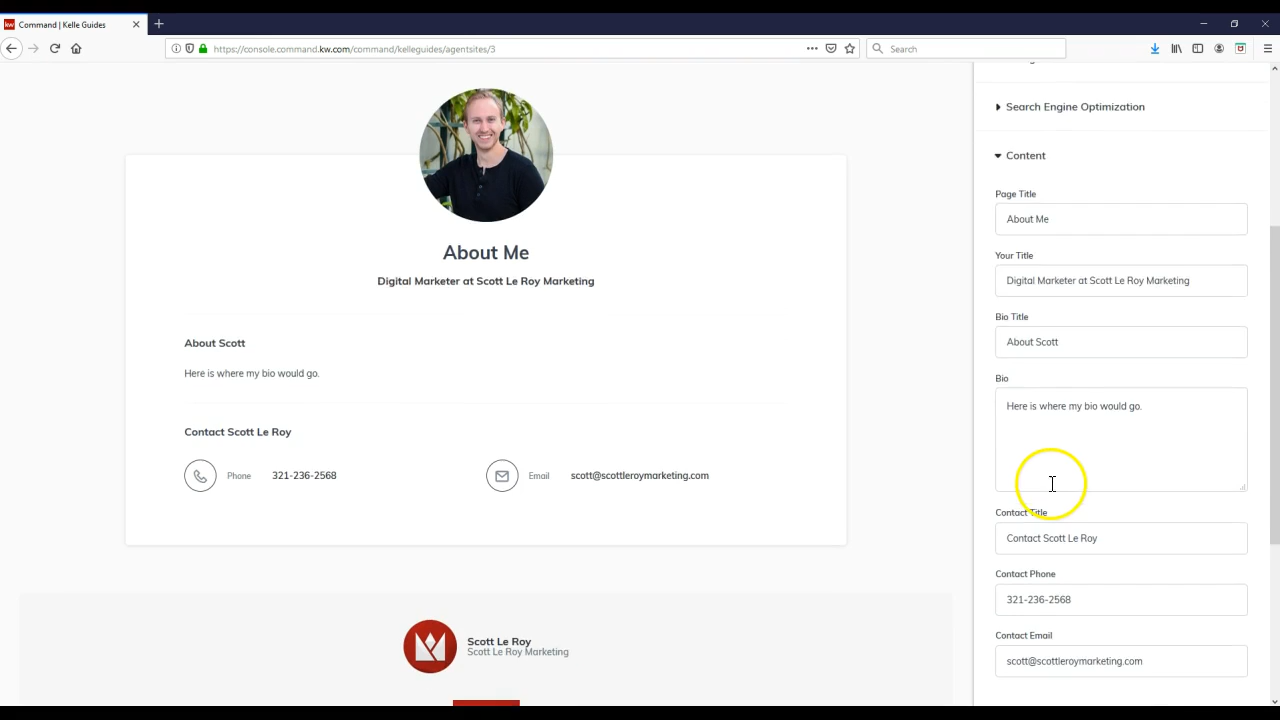 kw Command | Kelle Guides
https://console.command.kw.com/command/kelleguides/agentsites/3
Search
About Me
Digital Marketer at Scott Le Roy Marketing
About Scott
Here is where my bio would go.
Contact Scott Le Roy
Phone 321-236-2568
Email scott@scottleroymarketing.com
Scott Le Roy
Scott Le Roy Marketing
Search Engine Optimization
Content
Page Title
About Me
Your Title
Digital Marketer at Scott Le Roy Marketing
Bio Title
About Scott
Bio
Here is where my bio would go.
Contact Title
Contact Scott Le Roy
Contact Phone
321-236-2568
Contact Email
scott@scottleroymarketing.com